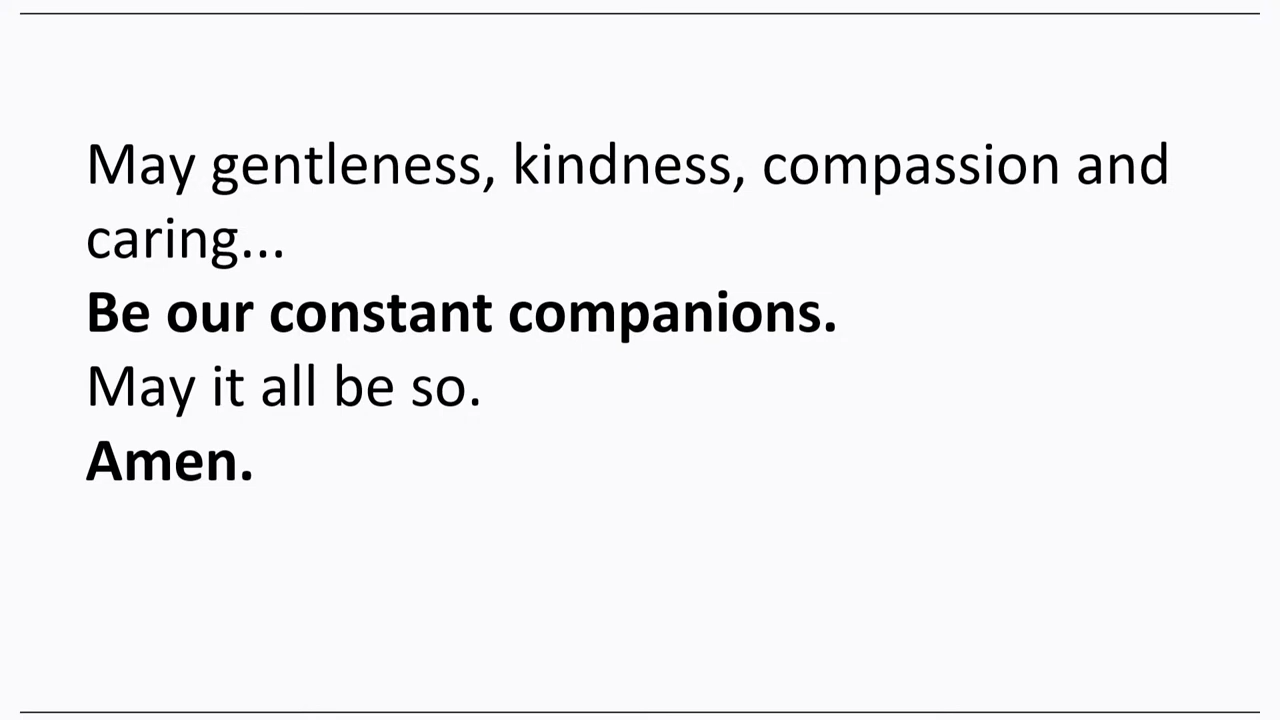 May gentleness, kindness, compassion and
caring...
Be our constant companions.
May it all be so.
Amen.